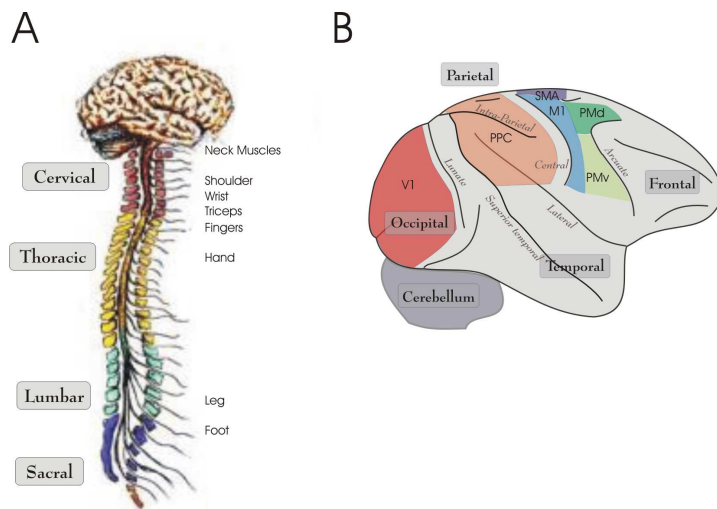 A
Cervical
Thoracic
Lumbar
Sacral
Neck Muscles
Shoulder
Wrist
Triceps
Fingers
Hand
Leg
Foot
B
Parietal
SMA
M1
PMd
Intra-Parietal
PPC
Central
Arcuate
PMv
Frontal
V1
Lunate
Occipital
Superior temporal
Lateral
Temporal
Cerebellum